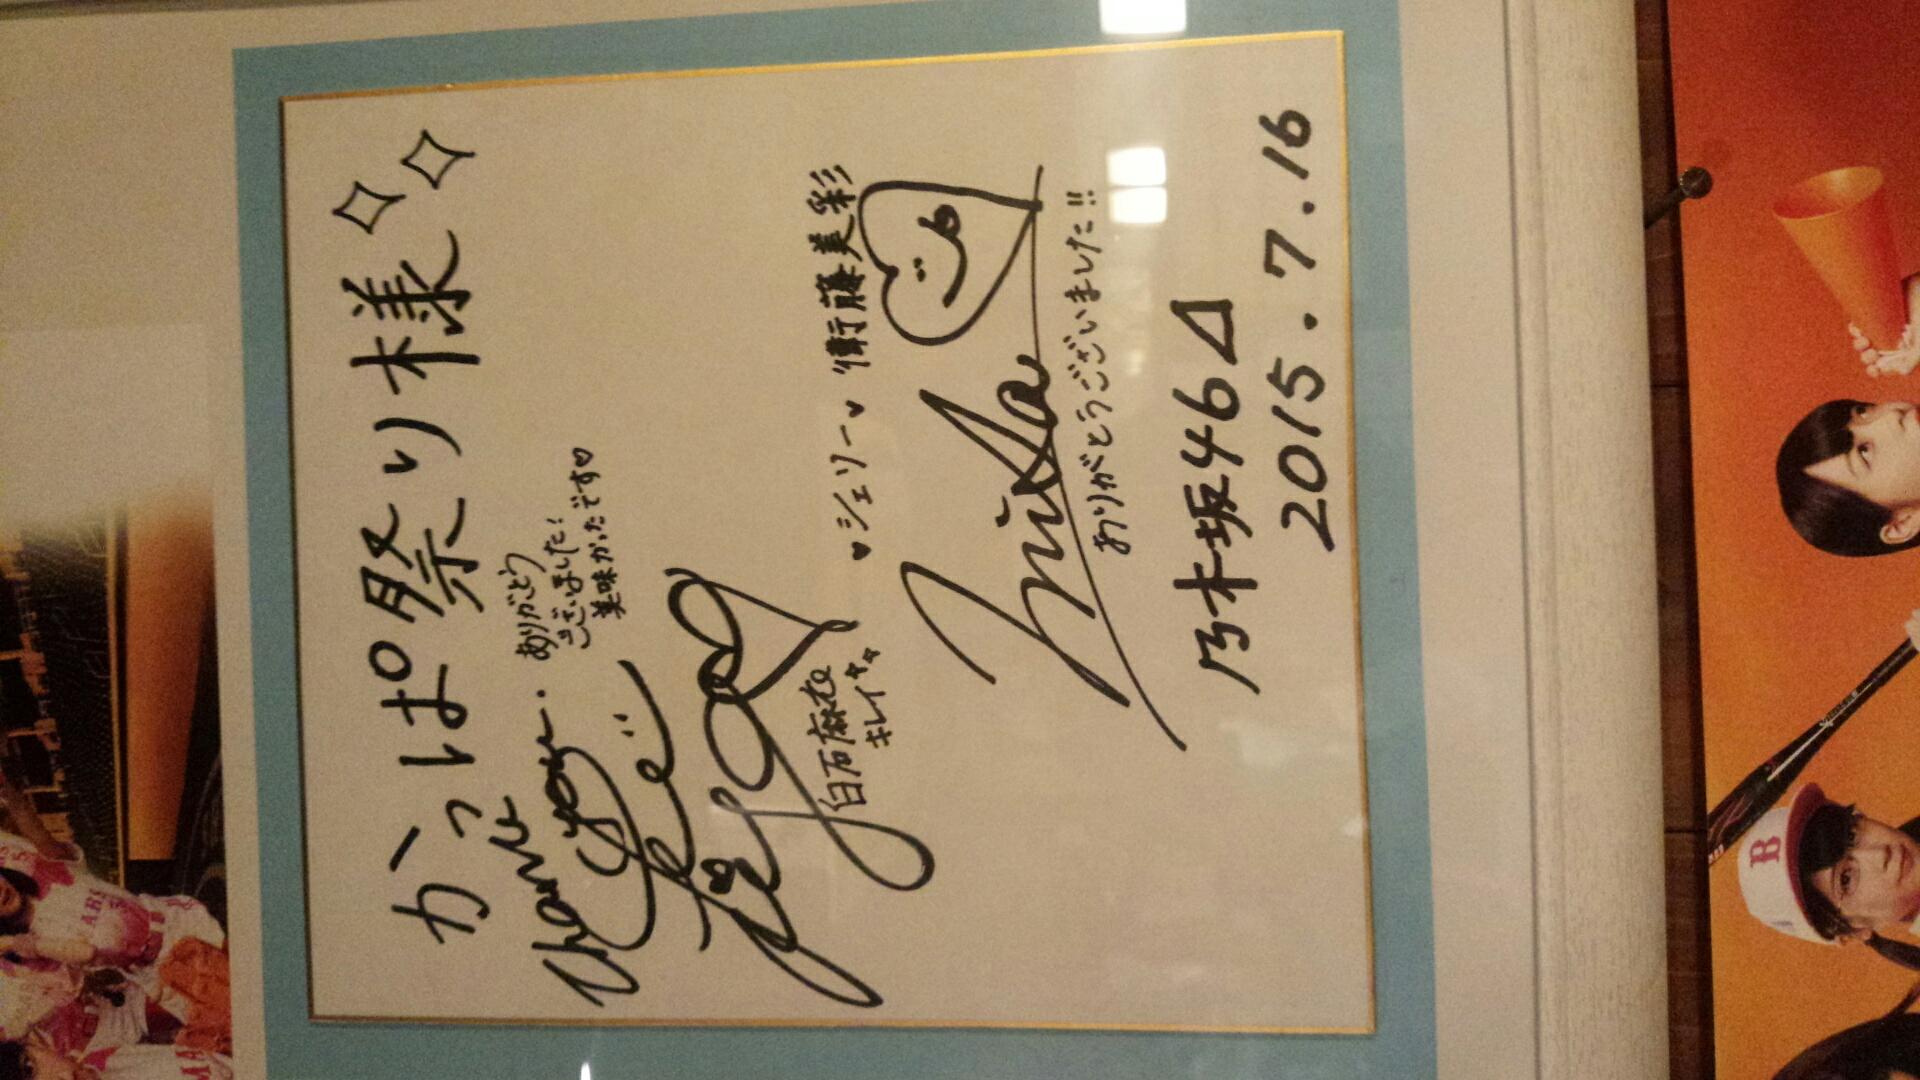 かっぱ祭り様
Thank you..
ありがとう
ございました!
美味かったです♡
白石麻衣
キレイ
♥シェリー♥ 衛藤美彩
misa
ありがとうございました!!
乃木坂46
2015.7.16
B